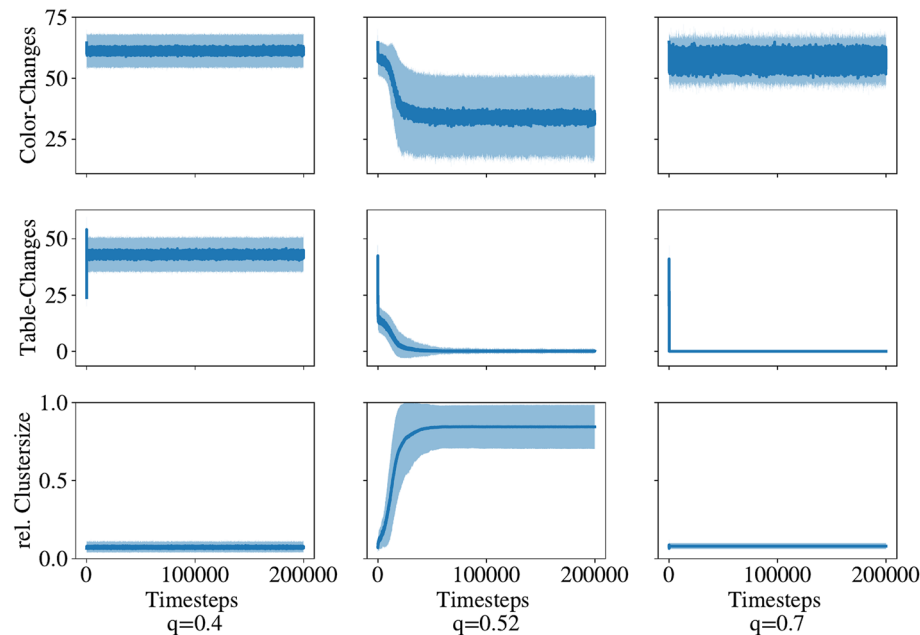 75
50
25
Color-Changes
50
25
0
Table-Changes
1.0
0.5
0.0
rel. Clustersize
0 100000 200000 0 100000 200000 0 100000 200000
Timesteps Timesteps Timesteps
q=0.4 q=0.52 q=0.7